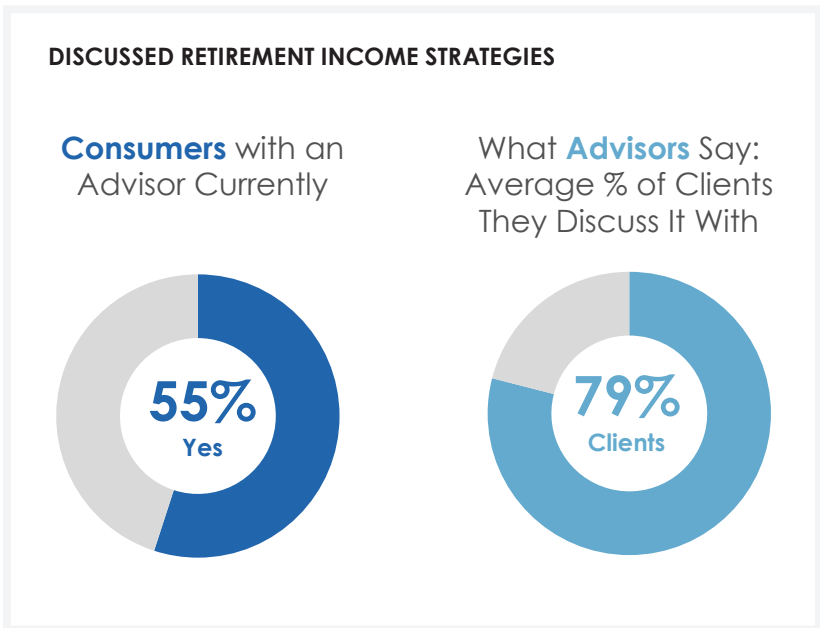 DISCUSSED RETIREMENT INCOME STRATEGIES
Consumers with an
Advisor Currently
What Advisors Say:
Average % of Clients
They Discuss It With
55%
Yes
79%
Clients